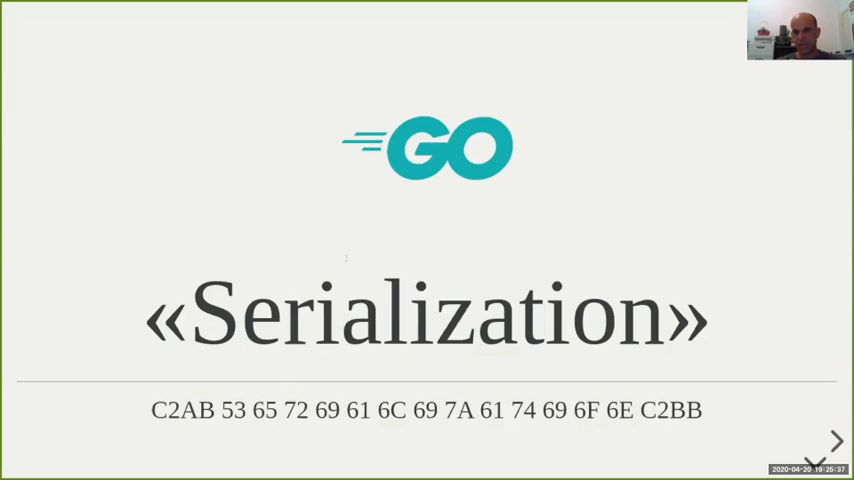 GO
«Serialization»
C2AB 53 65 72 69 61 6C 69 7A 61 74 69 6F 6E C2BB
2020-04-20 19:25:37